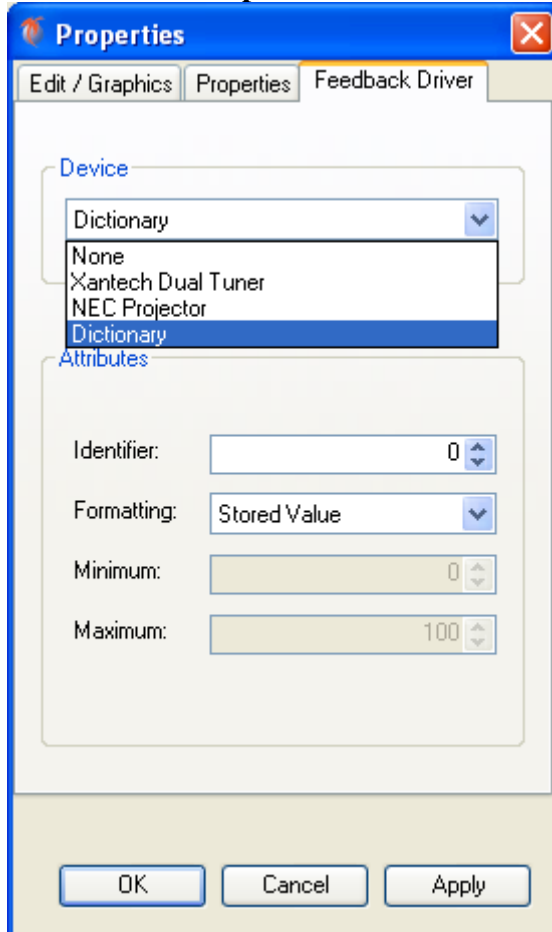 Properties
Edit / Graphics Properties Feedback Driver
Device
Dictionary
None
Xantech Dual Tuner
NEC Projector
Dictionary
Attributes
Identifier: 0
Formatting: Stored Value
Minimum: 0
Maximum: 100
OK Cancel Apply